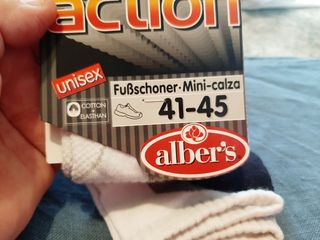 action
unisex
Fußschoner·Mini-calza
COTTON
+
ELASTHAN
41-45
alber's